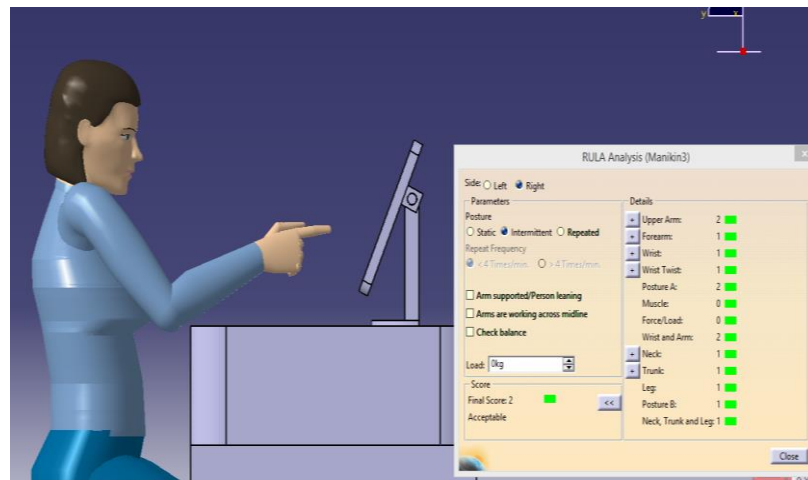 y x
RULA Analysis (Manikin3)
x
Side: Left Right
Parameters
Posture
Static Intermittent Repeated
Repeat Frequency
< 4 Times/min. > 4 Times/min.
Arm supported/Person leaning
Arms are working across midline
Check balance
Load: 0kg
Score
Final Score: 2
<<
Acceptable
Details
+ Upper Arm: 2
+ Forearm: 1
+ Wrist: 1
+ Wrist Twist: 1
Posture A: 2
Muscle: 0
Force/Load: 0
Wrist and Arm: 2
+ Neck: 1
+ Trunk: 1
Leg: 1
Posture B: 1
Neck, Trunk and Leg: 1
Close